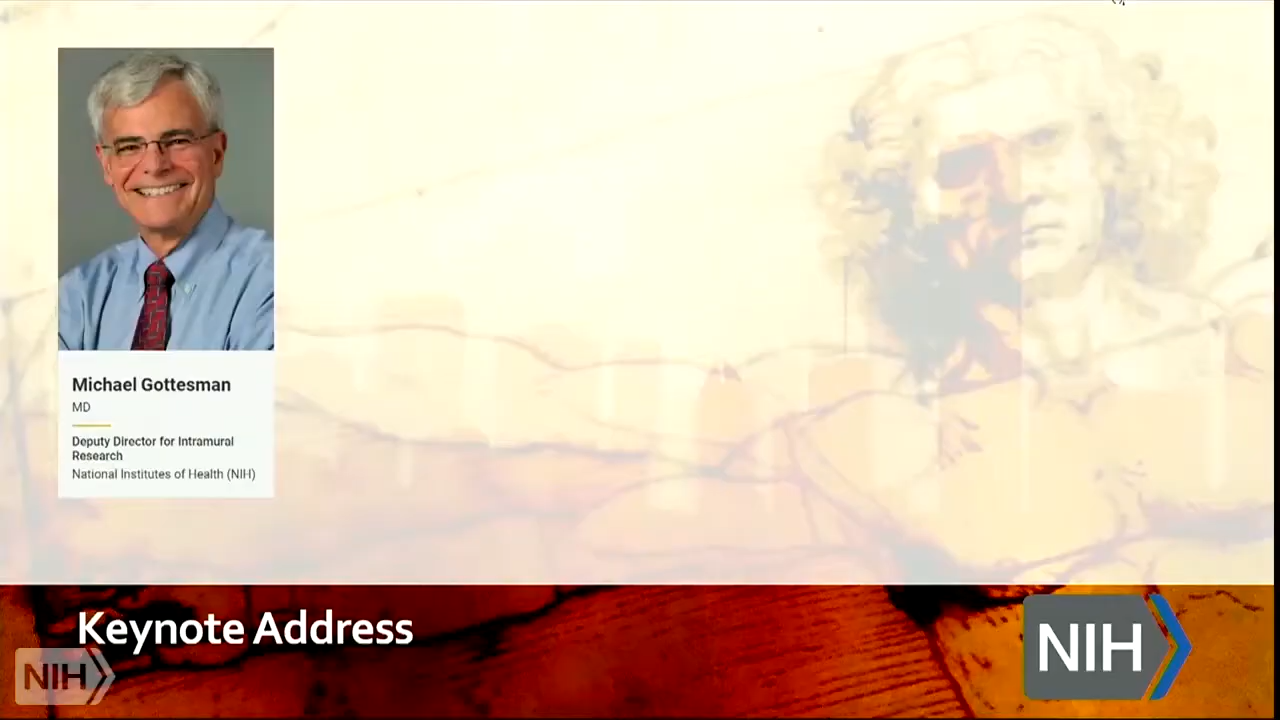 Michael Gottesman
MD
Deputy Director for Intramural
Research
National Institutes of Health (NIH)
Keynote Address
NIH
NIH